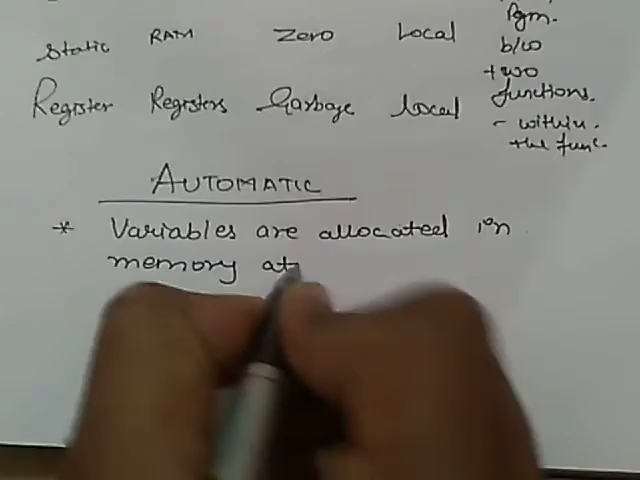 Pgm.
Static RAM Zero Local b/w
two
Register Registers Garbage Local functions.
- within.
the func.
AUTOMATIC
* Variables are allocated in
memory at